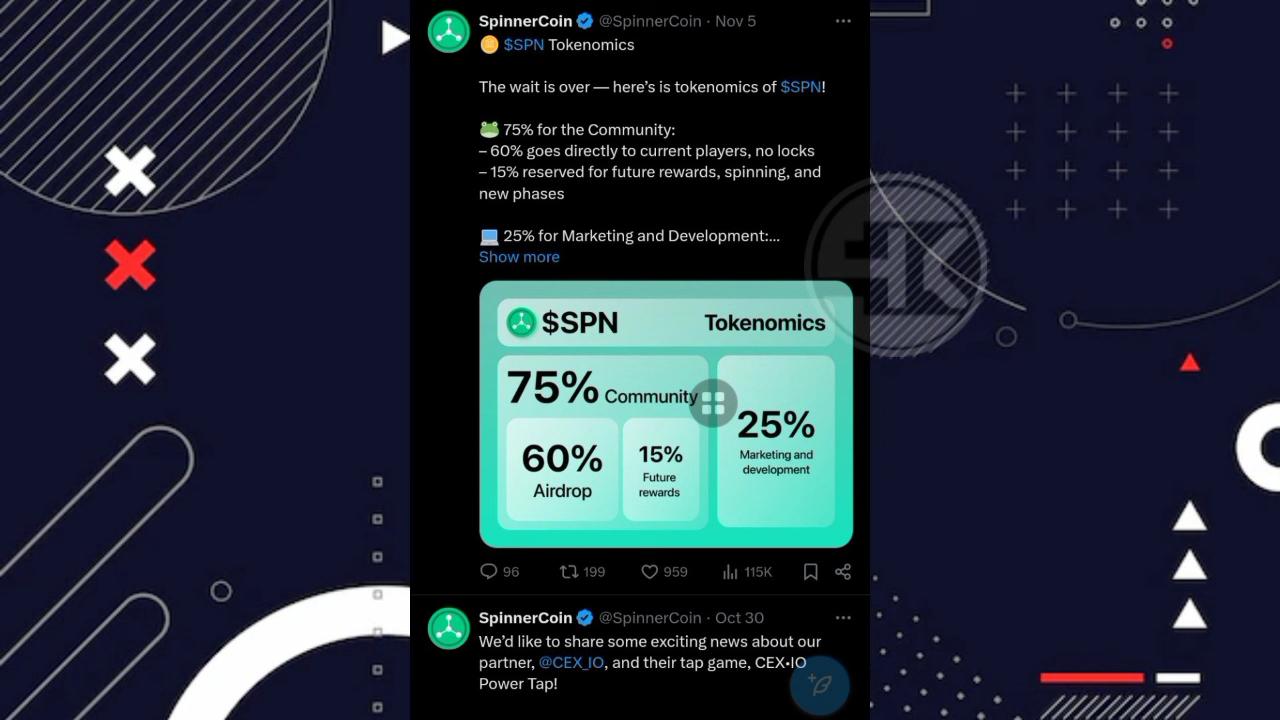 SpinnerCoin @SpinnerCoin · Nov 5
$SPN Tokenomics
The wait is over — here's is tokenomics of $SPN!
75% for the Community:
– 60% goes directly to current players, no locks
– 15% reserved for future rewards, spinning, and
new phases
25% for Marketing and Development:...
Show more
$SPN Tokenomics
75% Community
60%
Airdrop
15%
Future
rewards
25%
Marketing and
development
96 199 959 115K
SpinnerCoin @SpinnerCoin · Oct 30
We'd like to share some exciting news about our
partner, @CEX_IO, and their tap game, CEX•IO
Power Tap!